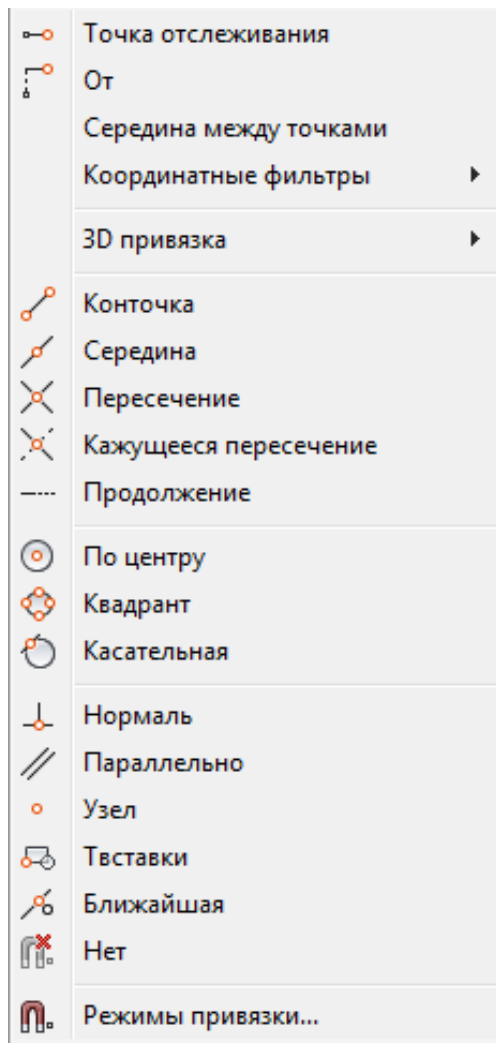 Точка отслеживания
От
Середина между точками
Координатные фильтры
3D привязка
Конточка
Середина
Пересечение
Кажущееся пересечение
Продолжение
По центру
Квадрант
Касательная
Нормаль
Параллельно
Узел
Твставки
Ближайшая
Нет
Режимы привязки...